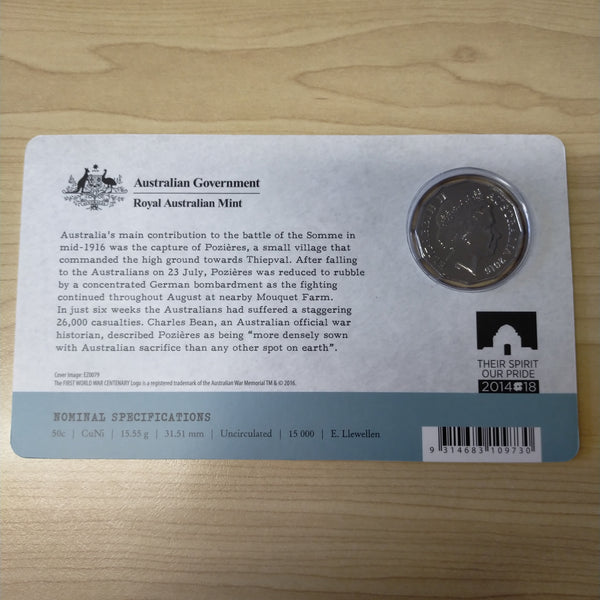 Australian Government
Royal Australian Mint
Australia's main contribution to the battle of the Somme in
mid-1916 was the capture of Pozières, a small village that
commanded the high ground towards Thiepval. After falling
to the Australians on 23 July, Pozières was reduced to rubble
by a concentrated German bombardment as the fighting
continued throughout August at nearby Mouquet Farm.
In just six weeks the Australians had suffered a staggering
26,000 casualties. Charles Bean, an Australian official war
historian, described Pozières as being “more densely sown
with Australian sacrifice than any other spot on earth”.
Cover Image: EZ0079
The FIRST WORLD WAR CENTENARY Logo is a registered trademark of the Australian War Memorial TM & © 2016.
THEIR SPIRIT
OUR PRIDE
2014 18
NOMINAL SPECIFICATIONS
50c | CuNi | 15.55 g | 31.51 mm | Uncirculated | 15 000 | E. Llewellen
9 314683 109730
ELIZABETH II AUSTRALIA 2016